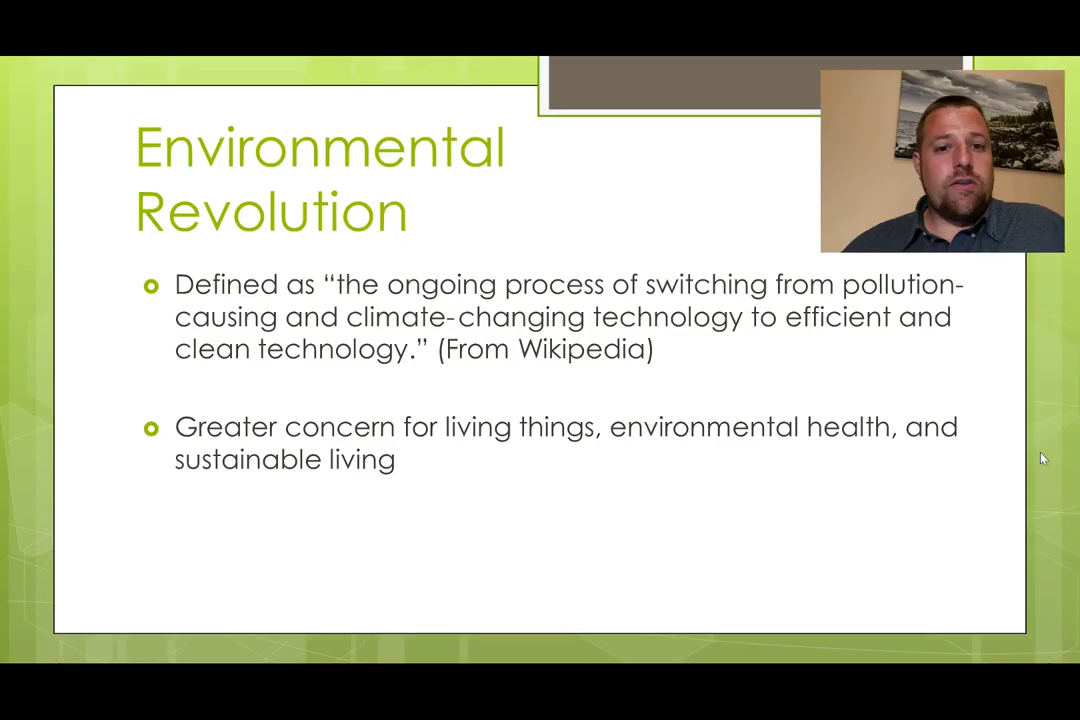 Environmental
Revolution
Defined as “the ongoing process of switching from pollution-
causing and climate-changing technology to efficient and
clean technology.” (From Wikipedia)
Greater concern for living things, environmental health, and
sustainable living